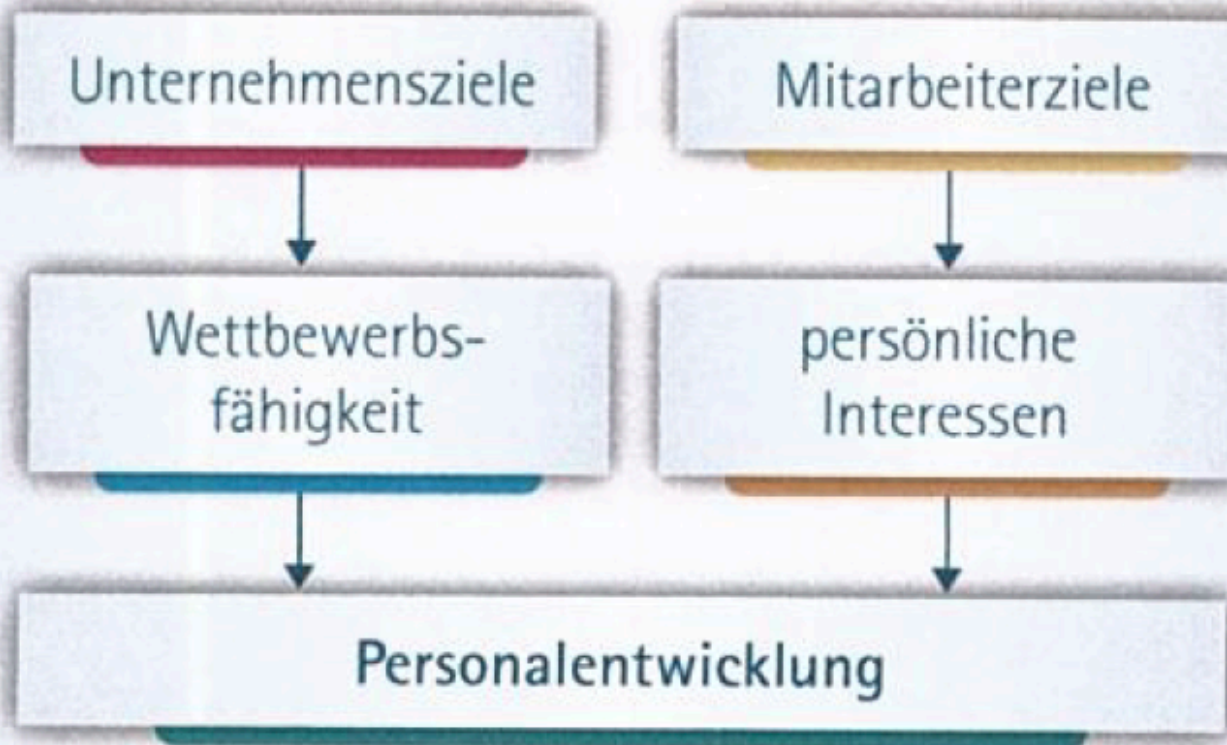 Unternehmensziele
Mitarbeiterziele
Wettbewerbs-
fähigkeit
persönliche
Interessen
Personalentwicklung